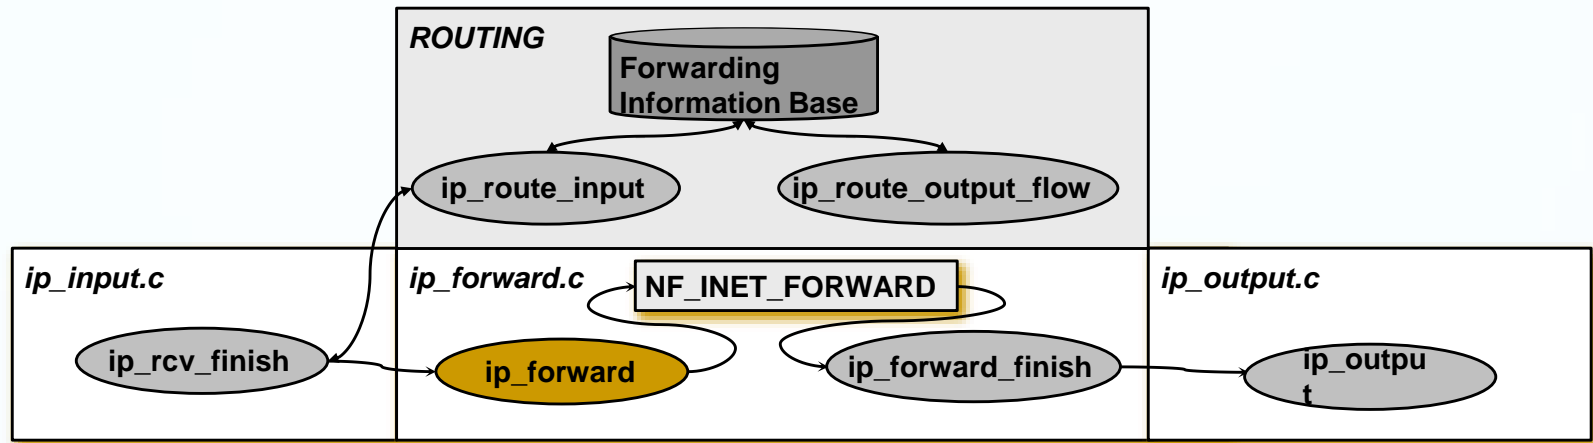 ROUTING
Forwarding
Information Base
ip_route_input
ip_route_output_flow
ip_input.c
ip_forward.c
NF_INET_FORWARD
ip_output.c
ip_rcv_finish
ip_forward
ip_forward_finish
ip_outpu
t